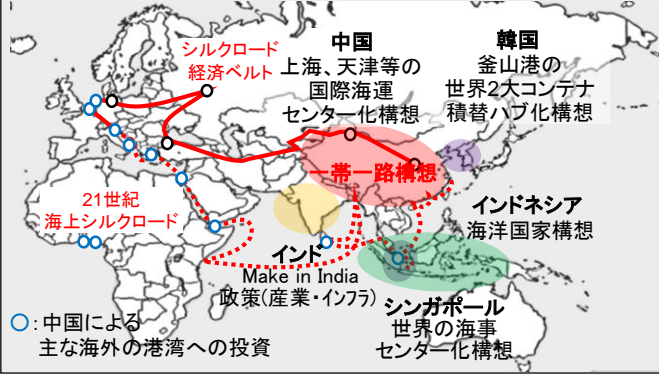 シルクロード
経済ベルト
中国
上海、天津等の
国際海運
センター化構想
韓国
釜山港の
世界2大コンテナ
積替ハブ化構想
一帯一路構想
21世紀
海上シルクロード
インドネシア
海洋国家構想
インド
Make in India
政策(産業・インフラ)
シンガポール
世界の海事
センター化構想
○:中国による
主な海外の港湾への投資